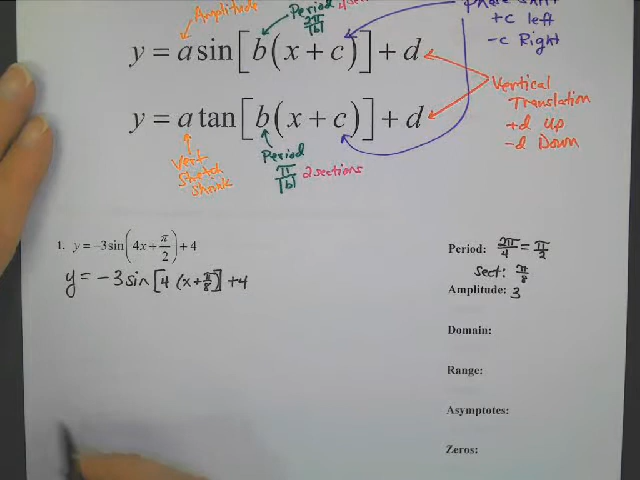 Amplitude Period 2π/|b| Phase Shift
+c left
-c Right
y = a sin[b(x + c)] + d
Vertical
Translation
+d Up
-d Down
y = a tan[b(x + c)] + d
Vert
Stretch
Shrink
Period
π/|b| 2 sections
1. y = −3sin(4x + π/2) + 4
y = -3 sin [4 (x + π/8)] + 4
Period: 2π/4 = π/2
Sect: π/8
Amplitude: 3
Domain:
Range:
Asymptotes:
Zeros: